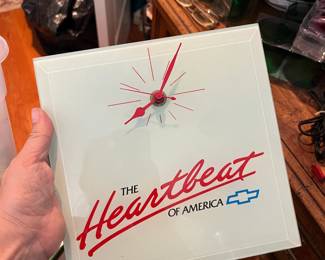 THE
Heartbeat
OF AMERICA